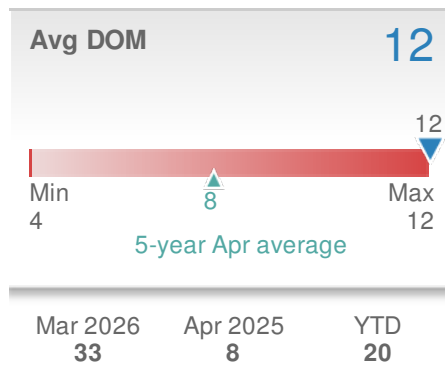 Avg DOM 12
12
Min Max
4 8 12
5-year Apr average
Mar 2026 Apr 2025 YTD
33 8 20